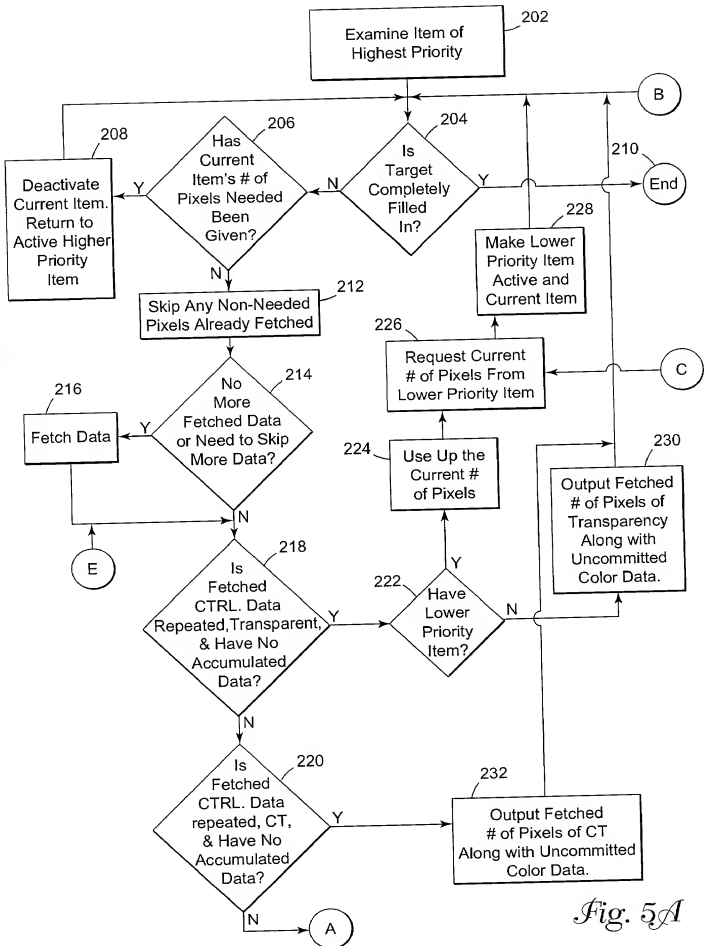 202
Examine Item of
Highest Priority
B
204
Is
Target
Completely
Filled
In?
N
Y
210
End
206
Has
Current
Item's # of
Pixels Needed
Been
Given?
Y
N
208
Deactivate
Current Item.
Return to
Active Higher
Priority
Item
228
Make Lower
Priority Item
Active and
Current Item
212
Skip Any Non-Needed
Pixels Already Fetched
226
Request Current
# of Pixels From
Lower Priority Item
C
214
No
More
Fetched Data
or Need to Skip
More Data?
Y
N
216
Fetch Data
E
224
Use Up the
Current #
of Pixels
230
Output Fetched
# of Pixels of
Transparency
Along with
Uncommitted
Color Data.
218
Is
Fetched
CTRL. Data
Repeated,Transparent,
& Have No
Accumulated
Data?
Y
N
222
Have
Lower
Priority
Item?
Y
N
220
Is
Fetched
CTRL. Data
repeated, CT,
& Have No
Accumulated
Data?
Y
N
232
Output Fetched
# of Pixels of CT
Along with Uncommitted
Color Data.
A
Fig. 5A